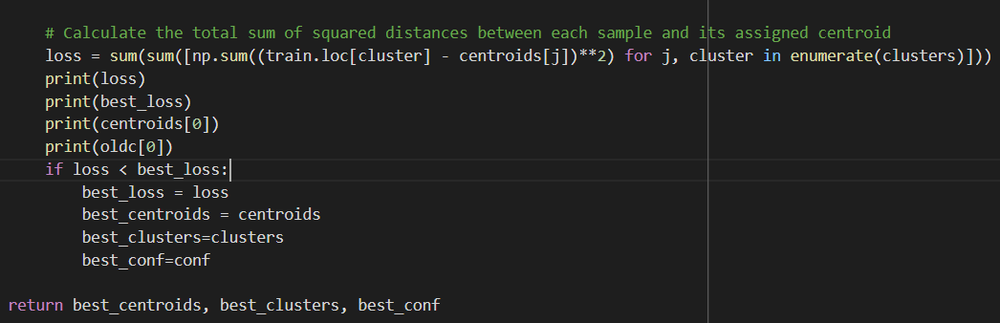 # Calculate the total sum of squared distances between each sample and its assigned centroid
loss = sum(sum([np.sum((train.loc[cluster] - centroids[j])**2) for j, cluster in enumerate(clusters)]))
print(loss)
print(best_loss)
print(centroids[0])
print(oldc[0])
if loss < best_loss:
best_loss = loss
best_centroids = centroids
best_clusters=clusters
best_conf=conf
return best_centroids, best_clusters, best_conf